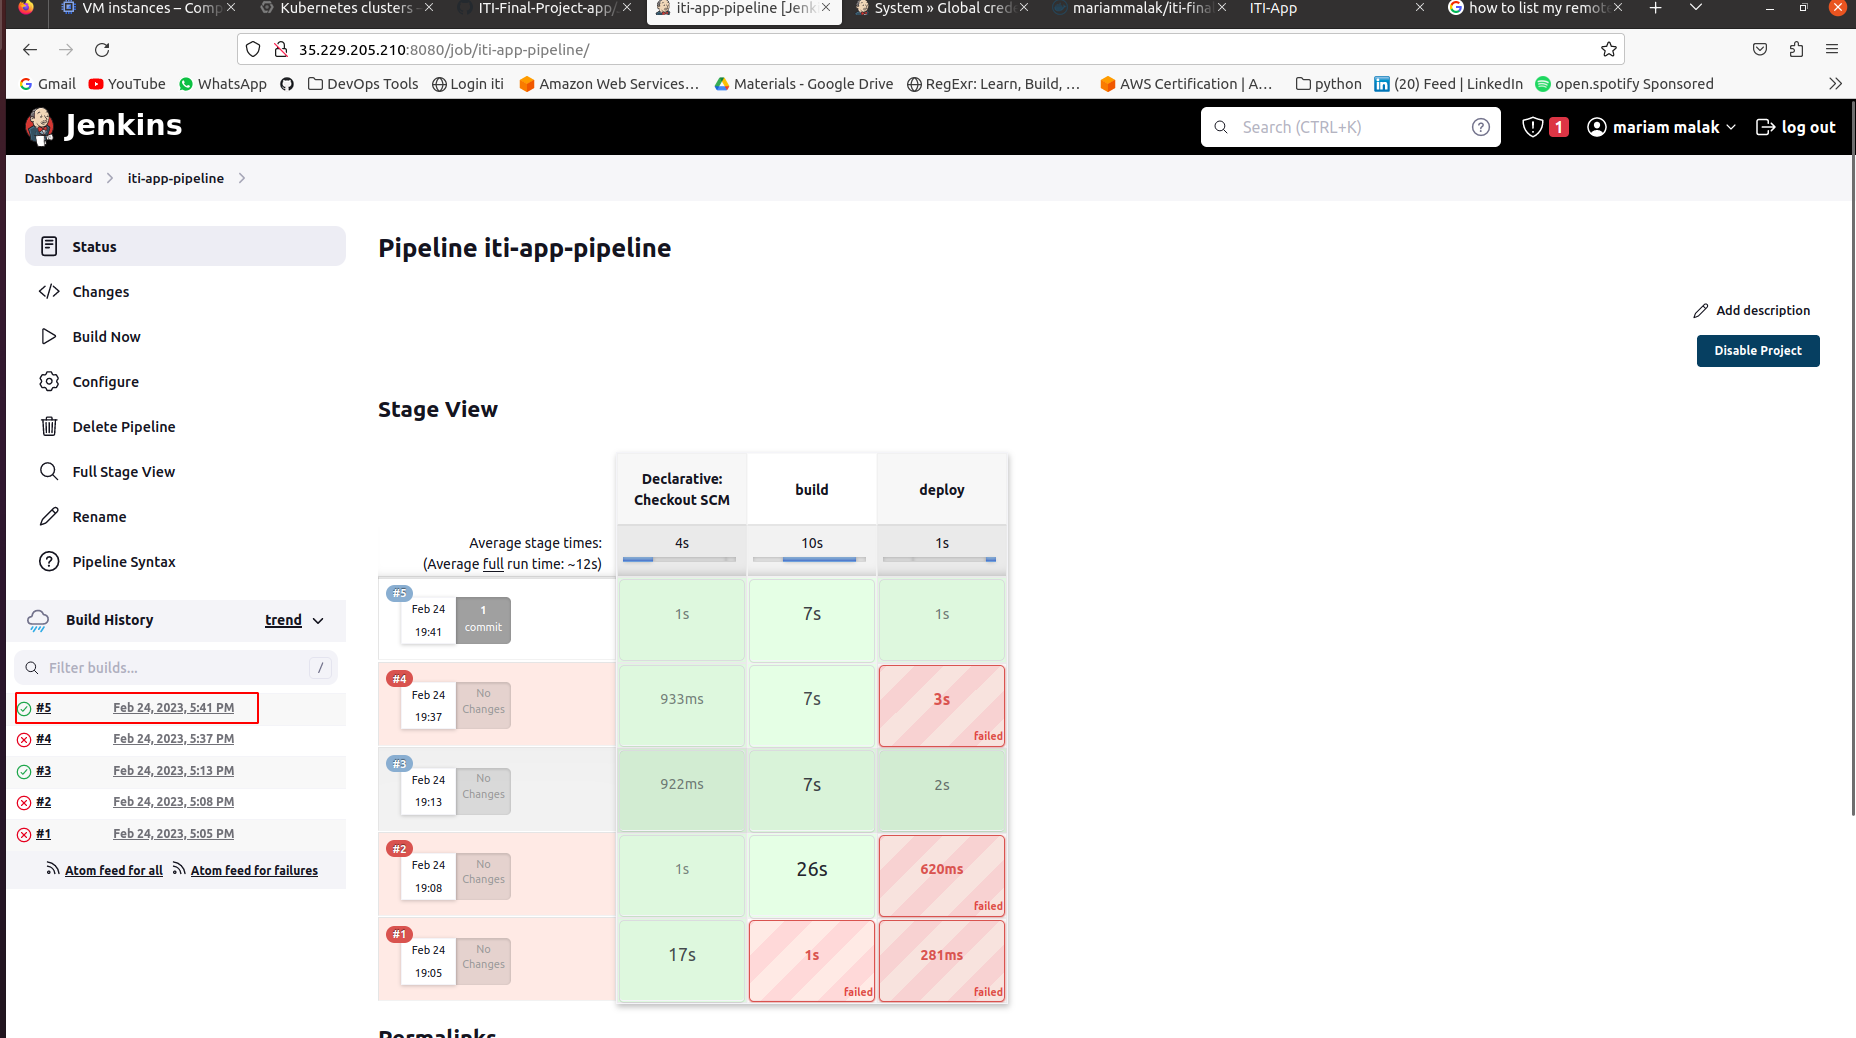 VM instances – Comp
Kubernetes clusters -
ITI-Final-Project-app/
iti-app-pipeline [Jenk
System » Global cred
mariammalak/iti-final
ITI-App
how to list my remot
35.229.205.210:8080/job/iti-app-pipeline/
Gmail
YouTube
WhatsApp
DevOps Tools
Login iti
Amazon Web Services...
Materials - Google Drive
RegExr: Learn, Build, ...
AWS Certification | A...
python
(20) Feed | LinkedIn
open.spotify Sponsored
Jenkins
Search (CTRL+K)
1
mariam malak
log out
Dashboard
iti-app-pipeline
Status
Changes
Build Now
Configure
Delete Pipeline
Full Stage View
Rename
Pipeline Syntax
Build History
trend
Filter builds...
/
#5 Feb 24, 2023, 5:41 PM
#4 Feb 24, 2023, 5:37 PM
#3 Feb 24, 2023, 5:13 PM
#2 Feb 24, 2023, 5:08 PM
#1 Feb 24, 2023, 5:05 PM
Atom feed for all
Atom feed for failures
Pipeline iti-app-pipeline
Add description
Disable Project
Stage View
Declarative:
Checkout SCM
build
deploy
Average stage times:
(Average full run time: ~12s)
4s
10s
1s
#5
Feb 24
19:41
1
commit
1s
7s
1s
#4
Feb 24
19:37
No
Changes
933ms
7s
3s
failed
#3
Feb 24
19:13
No
Changes
922ms
7s
2s
#2
Feb 24
19:08
No
Changes
1s
26s
620ms
failed
#1
Feb 24
19:05
No
Changes
17s
1s
failed
281ms
failed
Permalinks